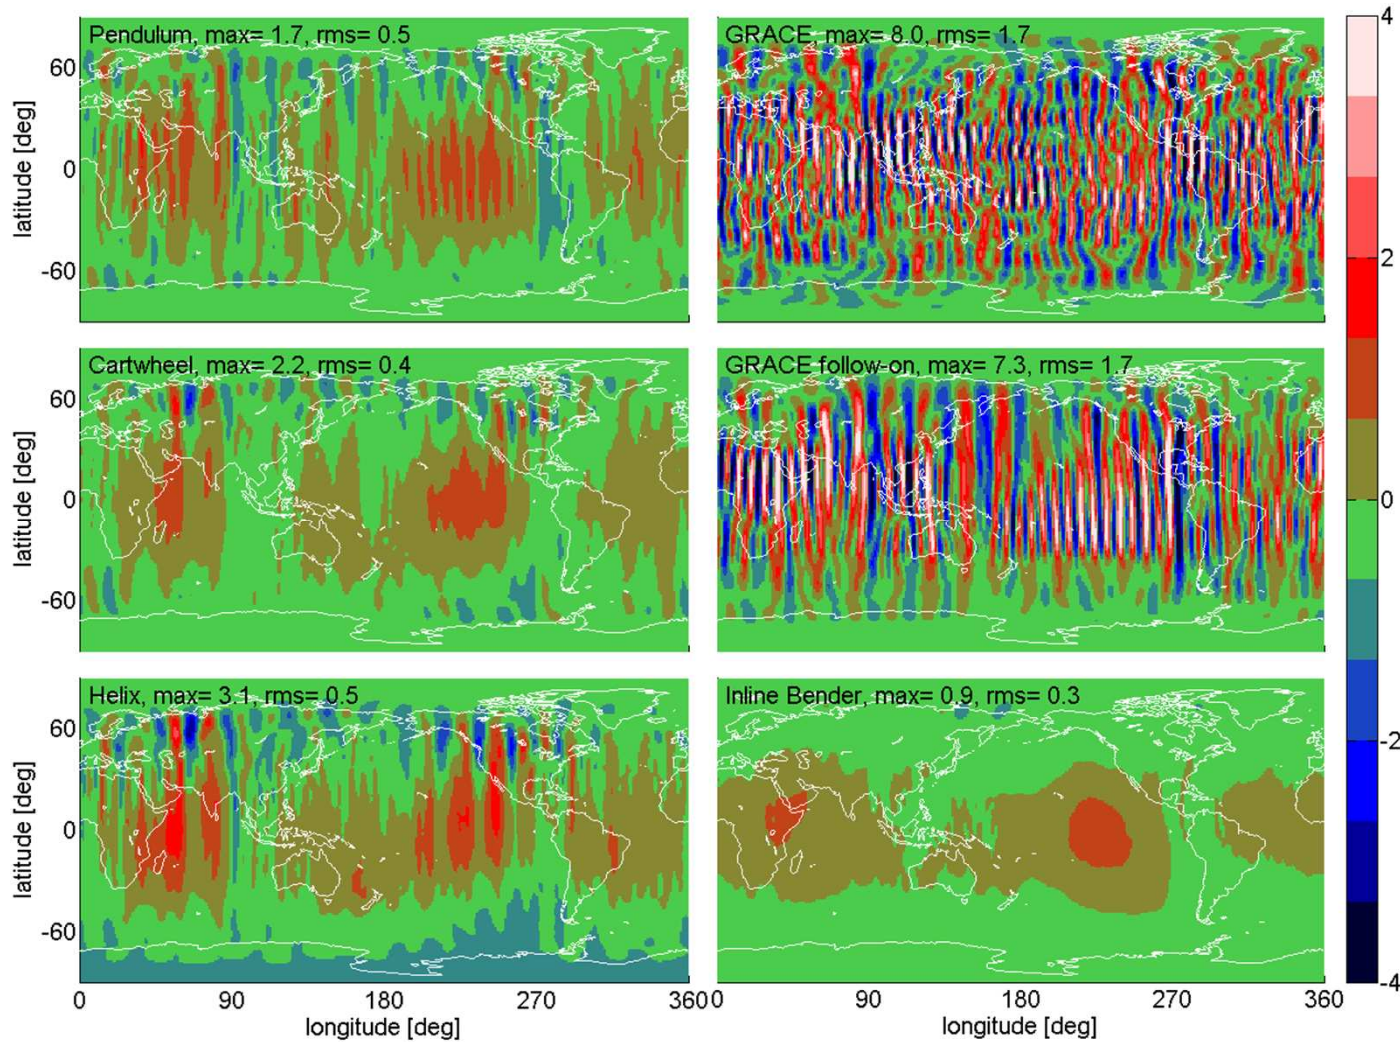 Pendulum, max= 1.7, rms= 0.5
GRACE, max= 8.0, rms= 1.7
latitude [deg]
60
0
-60
Cartwheel, max= 2.2, rms= 0.4
GRACE follow-on, max= 7.3, rms= 1.7
latitude [deg]
60
0
-60
Helix, max= 3.1, rms= 0.5
Inline Bender, max= 0.9, rms= 0.3
latitude [deg]
60
0
-60
0 90 180 270 360
longitude [deg]
0 90 180 270 360
longitude [deg]
4
2
0
-2
-4